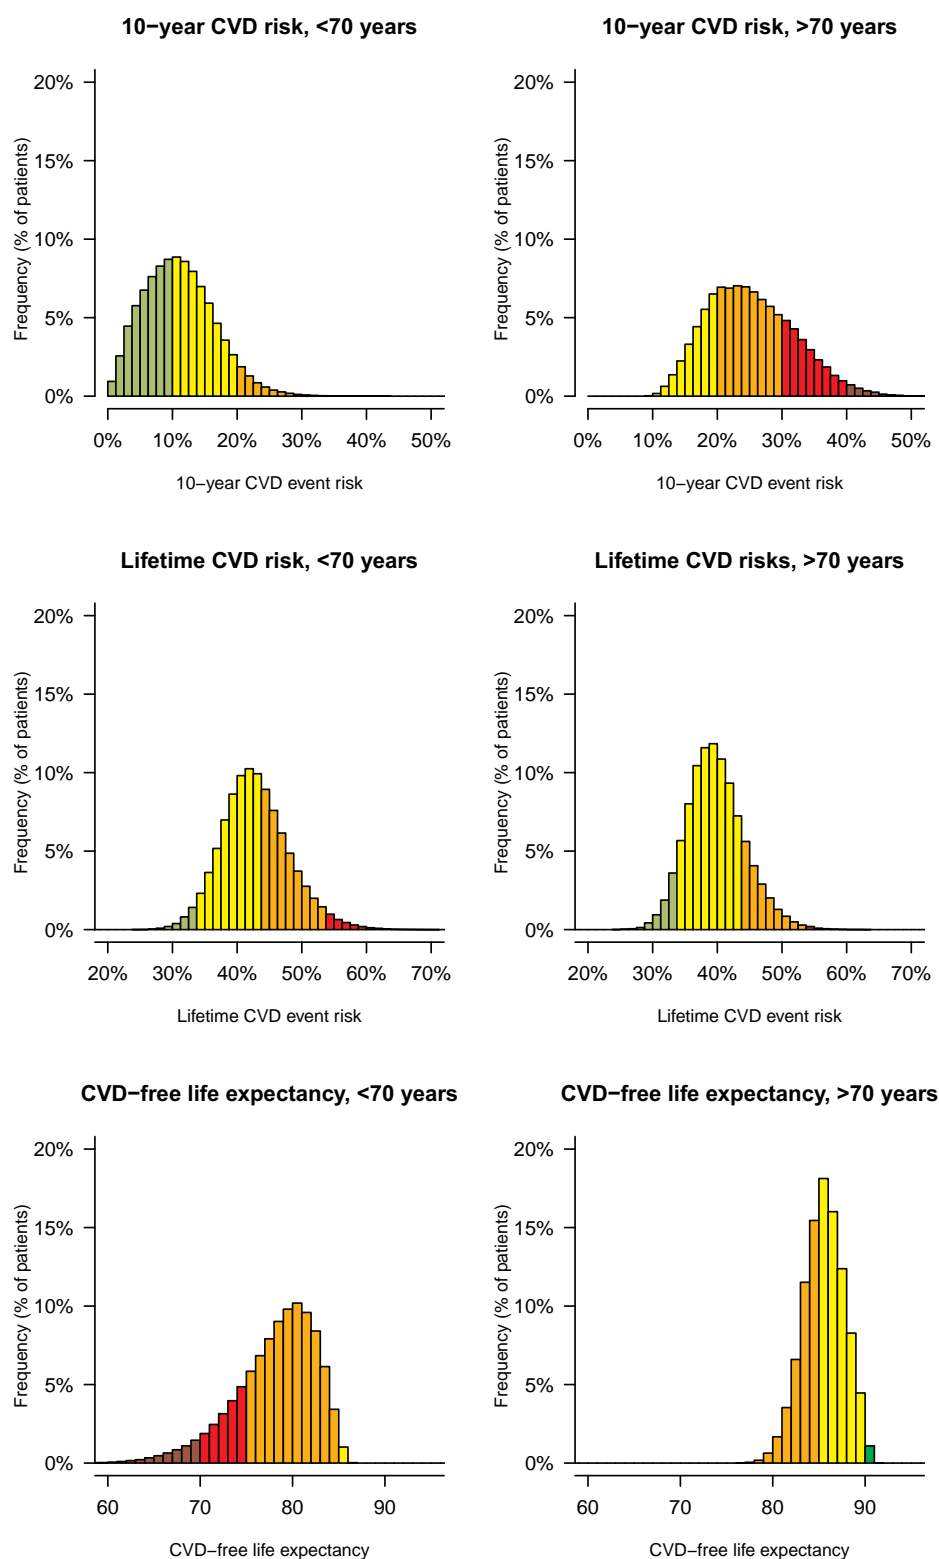 10−year CVD risk, <70 years
Frequency (% of patients)
20%
15%
10%
5%
0%
0% 10% 20% 30% 40% 50%
10−year CVD event risk
10−year CVD risk, >70 years
Frequency (% of patients)
20%
15%
10%
5%
0%
0% 10% 20% 30% 40% 50%
10−year CVD event risk
Lifetime CVD risk, <70 years
Frequency (% of patients)
20%
15%
10%
5%
0%
20% 30% 40% 50% 60% 70%
Lifetime CVD event risk
Lifetime CVD risks, >70 years
Frequency (% of patients)
20%
15%
10%
5%
0%
20% 30% 40% 50% 60% 70%
Lifetime CVD event risk
CVD−free life expectancy, <70 years
Frequency (% of patients)
20%
15%
10%
5%
0%
60 70 80 90
CVD−free life expectancy
CVD−free life expectancy, >70 years
Frequency (% of patients)
20%
15%
10%
5%
0%
60 70 80 90
CVD−free life expectancy